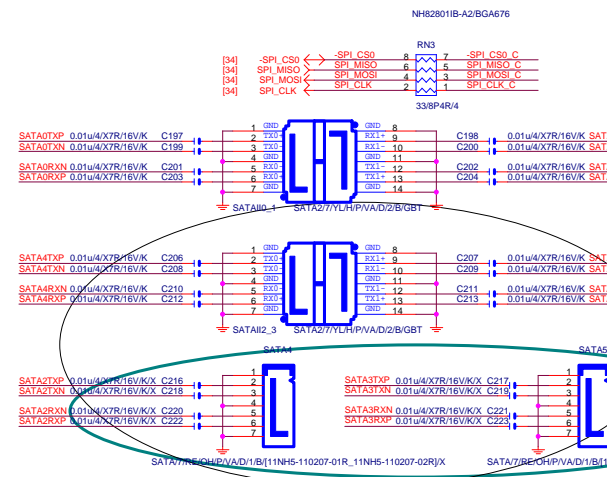 NH82801IB-A2/BGA676
RN3
[34] -SPI_CS0 -SPI_CS0 8 7 -SPI_CS0_C
[34] SPI_MISO SPI_MISO 6 5 SPI_MISO_C
[34] SPI_MOSI SPI_MOSI 4 3 SPI_MOSI_C
[34] SPI_CLK SPI_CLK 2 1 SPI_CLK_C
33/8P4R/4
1 GND GND 8
SATA0TXP 0.01u/4/X7R/16V/K C197 2 TX0+ RX1+ 9 C198 0.01u/4/X7R/16V/K SAT
SATA0TXN 0.01u/4/X7R/16V/K C199 3 TX0- RX1- 10 C200 0.01u/4/X7R/16V/K SAT
4 GND GND 11
SATA0RXN 0.01u/4/X7R/16V/K C201 5 RX0- TX1- 12 C202 0.01u/4/X7R/16V/K SAT
SATA0RXP 0.01u/4/X7R/16V/K C203 6 RX0+ TX1+ 13 C204 0.01u/4/X7R/16V/K SAT
7 GND GND 14
SATAII0_1 SATA2/7/YL/H/P/VA/D/2/B/GBT
1 GND GND 8
SATA4TXP 0.01u/4/X7R/16V/K C206 2 TX0+ RX1+ 9 C207 0.01u/4/X7R/16V/K SAT
SATA4TXN 0.01u/4/X7R/16V/K C208 3 TX0- RX1- 10 C209 0.01u/4/X7R/16V/K SAT
4 GND GND 11
SATA4RXN 0.01u/4/X7R/16V/K C210 5 RX0- TX1- 12 C211 0.01u/4/X7R/16V/K SAT
SATA4RXP 0.01u/4/X7R/16V/K C212 6 RX0+ TX1+ 13 C213 0.01u/4/X7R/16V/K SAT
7 GND GND 14
SATAII2_3 SATA2/7/YL/H/P/VA/D/2/B/GBT
SATA4 SATA5
1 1
SATA2TXP 0.01u/4/X7R/16V/K/X C216 2 SATA3TXP 0.01u/4/X7R/16V/K/X C217 2
SATA2TXN 0.01u/4/X7R/16V/K/X C218 3 SATA3TXN 0.01u/4/X7R/16V/K/X C219 3
4 4
SATA2RXN 0.01u/4/X7R/16V/K/X C220 5 SATA3RXN 0.01u/4/X7R/16V/K/X C221 5
SATA2RXP 0.01u/4/X7R/16V/K/X C222 6 SATA3RXP 0.01u/4/X7R/16V/K/X C223 6
7 7
SATA/7/RE/OH/P/VA/D/1/B/[11NH5-110207-01R_11NH5-110207-02R]/X SATA/7/RE/OH/P/VA/D/1/B/[1